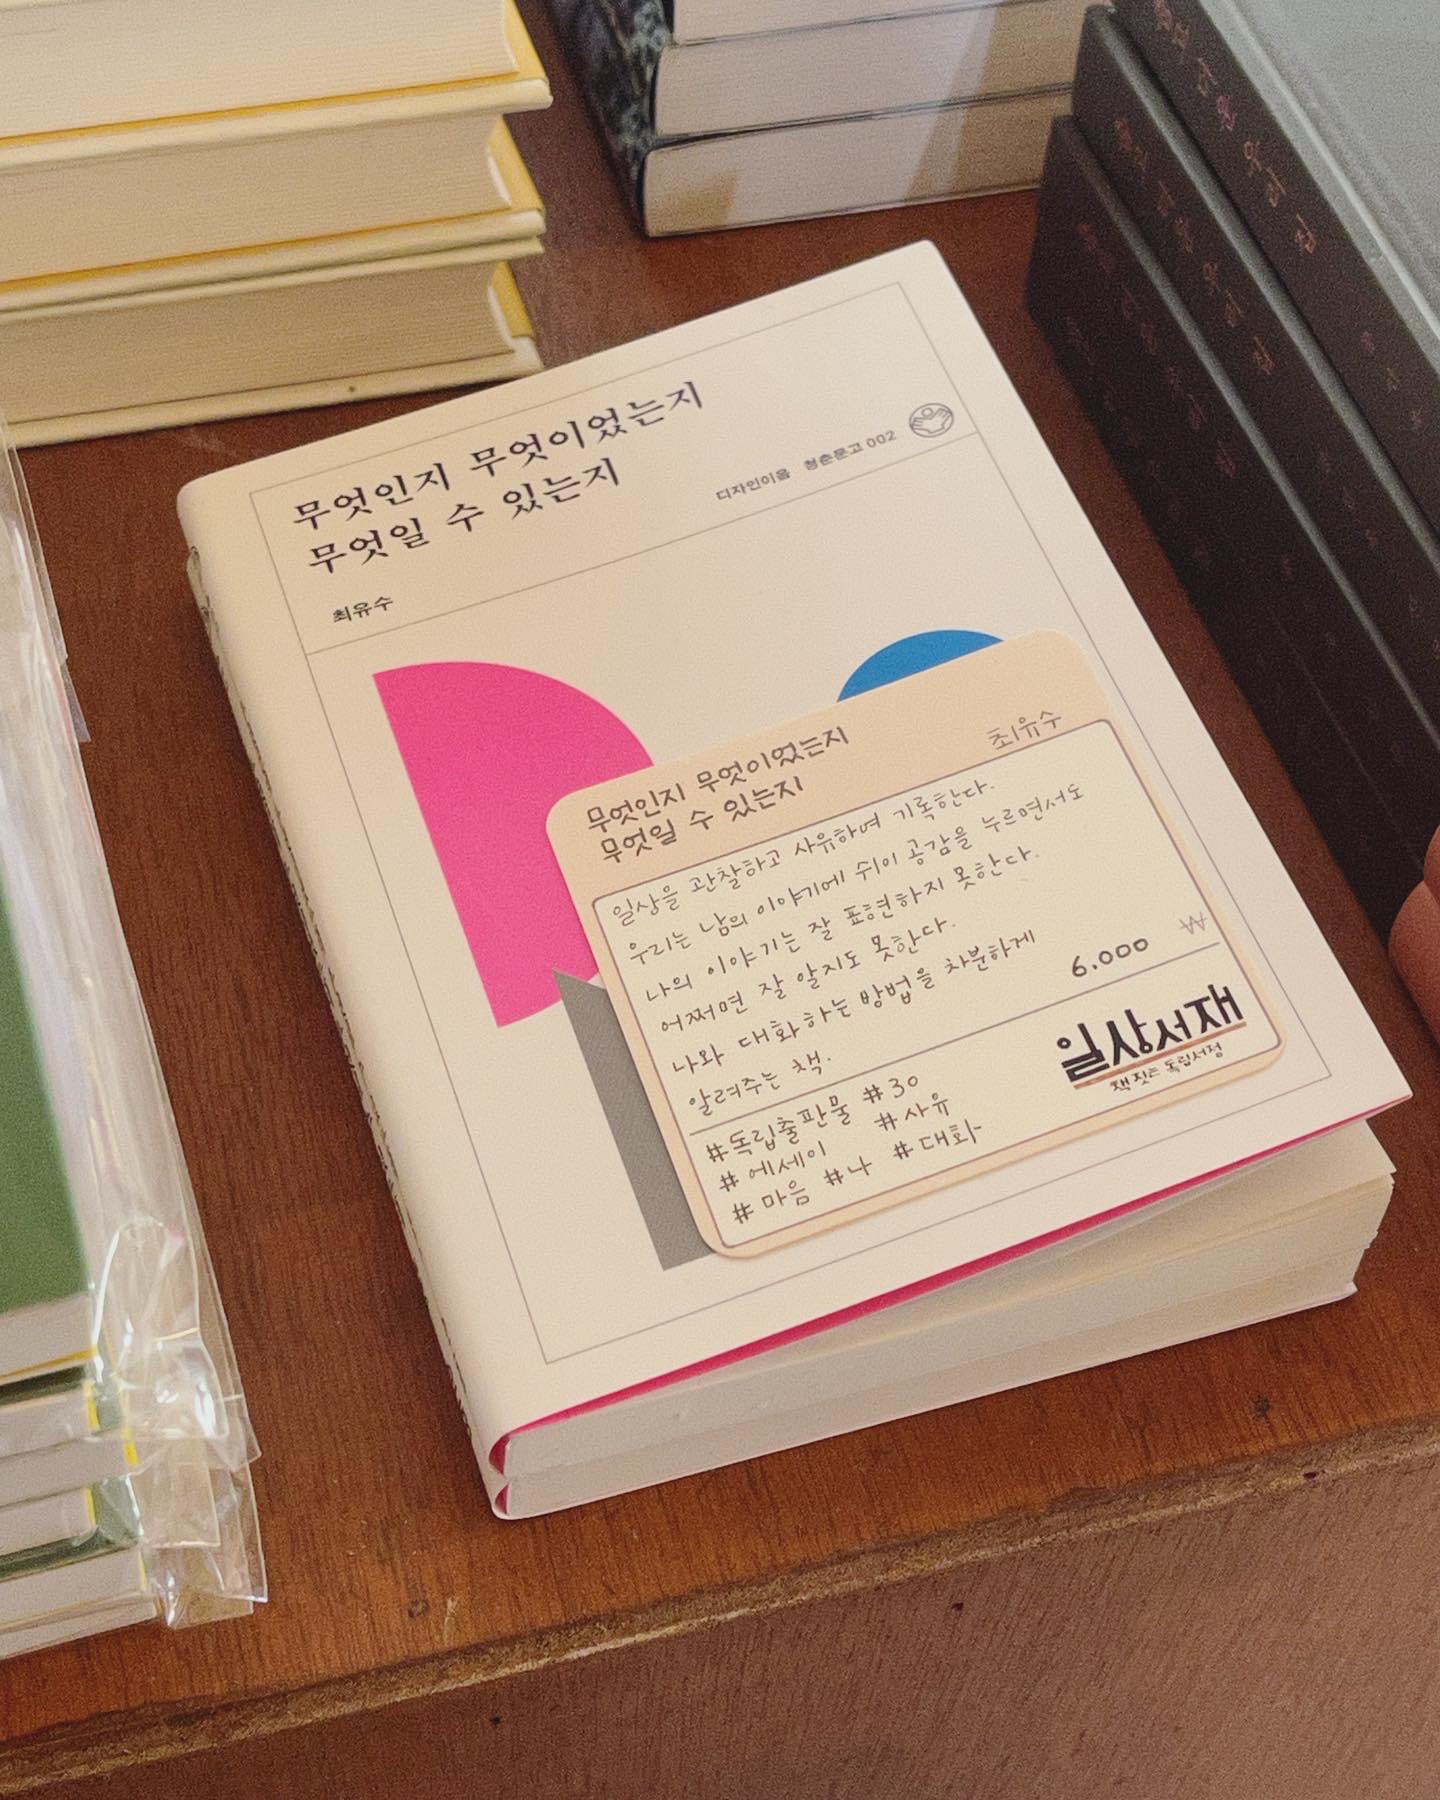 무엇인지 무엇이었는지
무엇일 수 있는지
디자인이음 청춘문고 002
최유수
무엇인지 무엇이었는지
무엇일 수 있는지
최유수
일상을 관찰하고 사유하여 기록한다.
우리는 남의 이야기에 쉬이 공감을 누르면서도
나의 이야기는 잘 표현하지 못한다.
어쩌면 잘 알지도 못한다.
나와 대화하는 방법을 차분하게
알려주는 책.
6.000 ₩
#독립출판물 #30
#에세이 #사유
#마음 #나 #대화
일상서재
책 짓는 독립서점